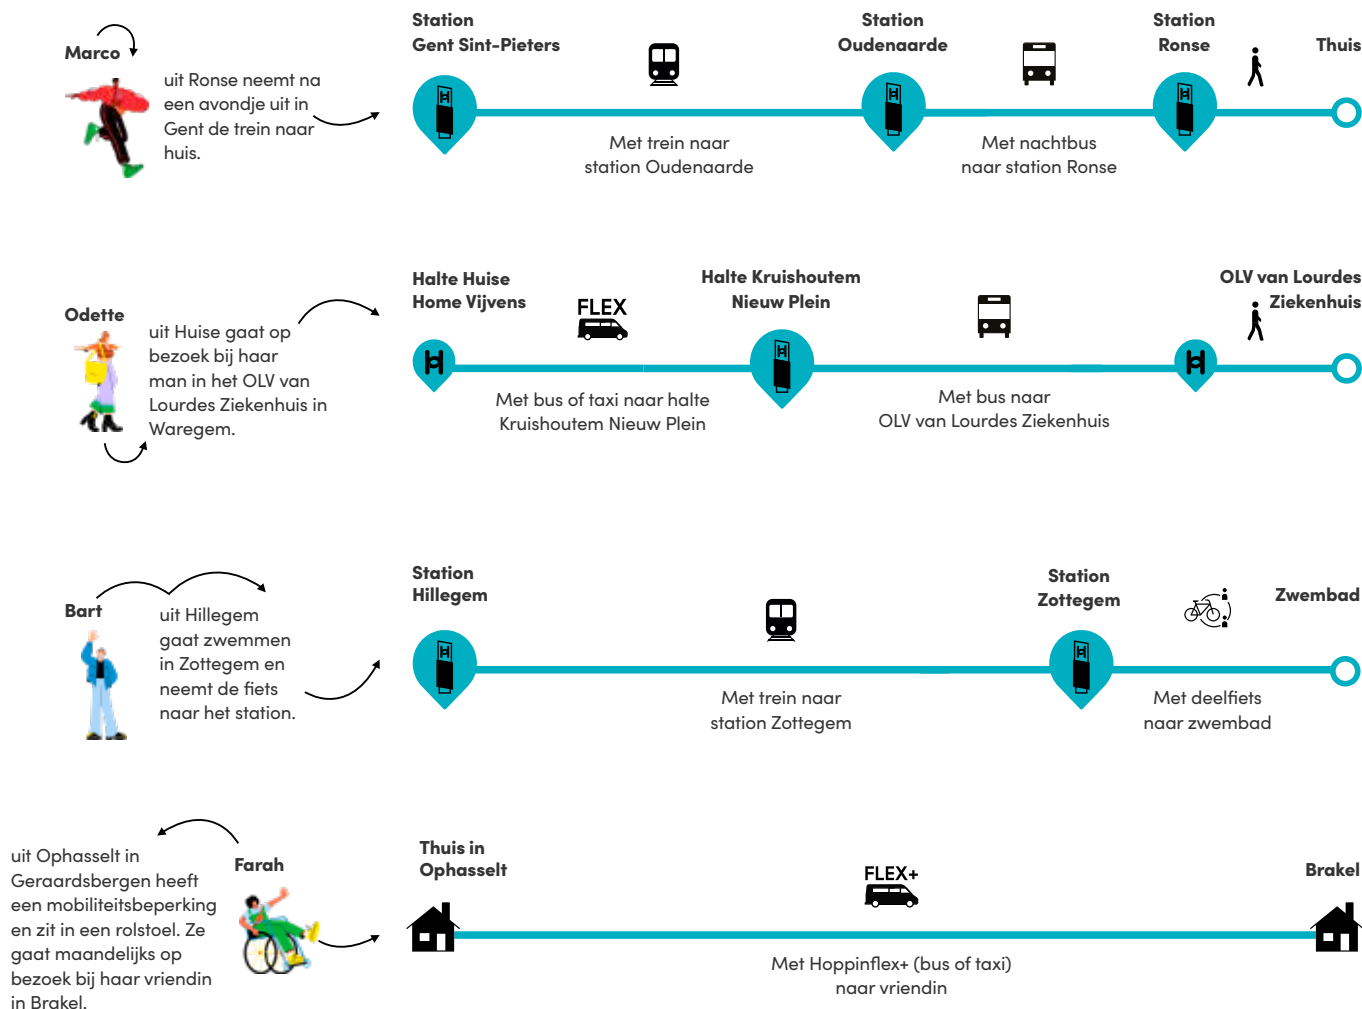 Marco
uit Ronse neemt na
een avondje uit in
Gent de trein naar
huis.
Station
Gent Sint-Pieters
Station
Oudenaarde
Station
Ronse
Thuis
Met trein naar
station Oudenaarde
Met nachtbus
naar station Ronse
Odette
uit Huise gaat op
bezoek bij haar
man in het OLV van
Lourdes Ziekenhuis in
Waregem.
Halte Huise
Home Vijvens
FLEX
Halte Kruishoutem
Nieuw Plein
OLV van Lourdes
Ziekenhuis
Met bus of taxi naar halte
Kruishoutem Nieuw Plein
Met bus naar
OLV van Lourdes Ziekenhuis
Bart
uit Hillegem
gaat zwemmen
in Zottegem en
neemt de fiets
naar het station.
Station
Hillegem
Station
Zottegem
Zwembad
Met trein naar
station Zottegem
Met deelfiets
naar zwembad
Farah
uit Ophasselt in
Geraardsbergen heeft
een mobiliteitsbeperking
en zit in een rolstoel. Ze
gaat maandelijks op
bezoek bij haar vriendin
in Brakel.
Thuis in
Ophasselt
FLEX+
Brakel
Met Hoppinflex+ (bus of taxi)
naar vriendin